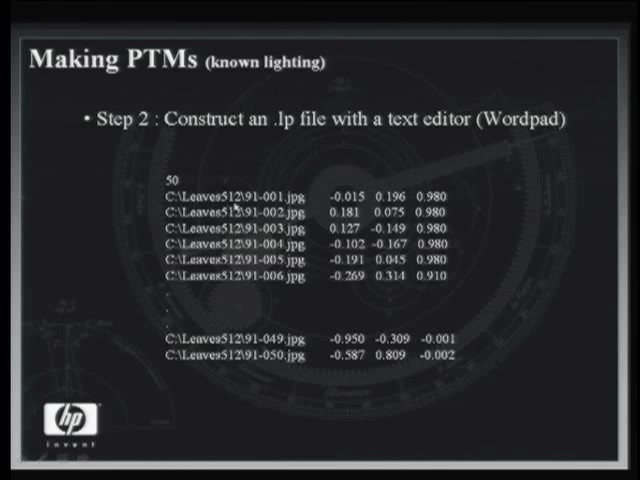 Making PTMs (known lighting)
• Step 2 : Construct an .lp file with a text editor (Wordpad)
50
C:\Leaves512\91-001.jpg -0.015 0.196 0.980
C:\Leaves512\91-002.jpg 0.181 0.075 0.980
C:\Leaves512\91-003.jpg 0.127 -0.149 0.980
C:\Leaves512\91-004.jpg -0.102 -0.167 0.980
C:\Leaves512\91-005.jpg -0.191 0.045 0.980
C:\Leaves512\91-006.jpg -0.269 0.314 0.910
.
.
.
C:\Leaves512\91-049.jpg -0.950 -0.309 -0.001
C:\Leaves512\91-050.jpg -0.587 0.809 -0.002
hp
invent